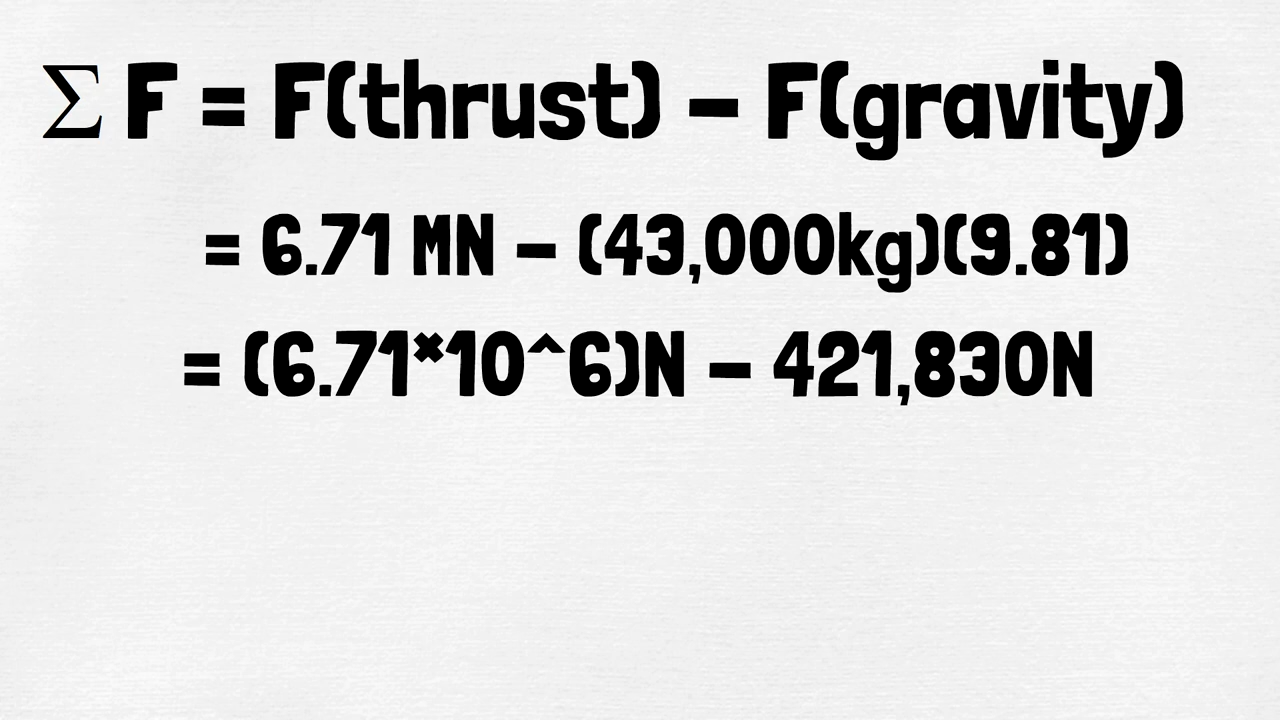 Σ F = F(thrust) – F(gravity)
= 6.71 MN – (43,000kg)(9.81)
= (6.71*10^6)N – 421,830N